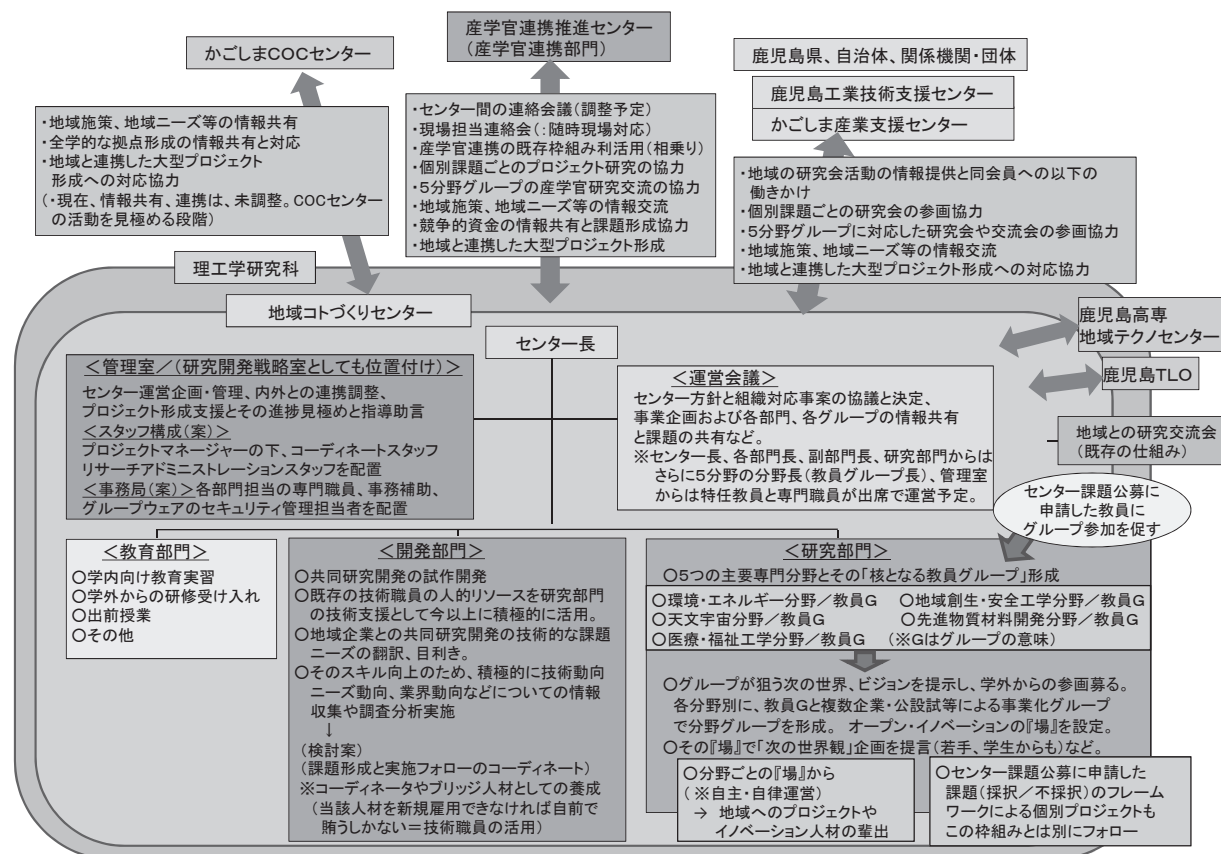 産学官連携推進センター
(産学官連携部門)
かごしまCOCセンター
鹿児島県、自治体、関係機関・団体
鹿児島工業技術支援センター
かごしま産業支援センター
・地域施策、地域ニーズ等の情報共有
・全学的な拠点形成の情報共有と対応
・地域と連携した大型プロジェクト
形成への対応協力
(・現在、情報共有、連携は、未調整。COCセンター
の活動を見極める段階)
・センター間の連絡会議(調整予定)
・現場担当連絡会(:随時現場対応)
・産学官連携の既存枠組み利活用(相乗り)
・個別課題ごとのプロジェクト研究の協力
・5分野グループの産学官研究交流の協力
・地域施策、地域ニーズ等の情報交流
・競争的資金の情報共有と課題形成協力
・地域と連携した大型プロジェクト形成
・地域の研究会活動の情報提供と同会員への以下の
働きかけ
・個別課題ごとの研究会の参画協力
・5分野グループに対応した研究会や交流会の参画協力
・地域施策、地域ニーズ等の情報交流
・地域と連携した大型プロジェクト形成への対応協力
理工学研究科
地域コトづくりセンター
センター長
鹿児島高専
地域テクノセンター
鹿児島TLO
地域との研究交流会
(既存の仕組み)
<管理室/(研究開発戦略室としても位置付け)>
センター運営企画・管理、内外との連携調整、
プロジェクト形成支援とその進捗見極めと指導助言
<スタッフ構成(案)>
プロジェクトマネージャーの下、コーディネートスタッフ
リサーチアドミニストレーションスタッフを配置
<事務局(案)>各部門担当の専門職員、事務補助、
グループウェアのセキュリティ管理担当者を配置
<運営会議>
センター方針と組織対応事案の協議と決定、
事業企画および各部門、各グループの情報共有
と課題の共有など。
※センター長、各部門長、副部門長、研究部門からは
さらに5分野の分野長(教員グループ長)、管理室
からは特任教員と専門職員が出席で運営予定。
センター課題公募に
申請した教員に
グループ参加を促す
<教育部門>
○学内向け教育実習
○学外からの研修受け入れ
○出前授業
○その他
<開発部門>
○共同研究開発の試作開発
○既存の技術職員の人的リソースを研究部門
の技術支援として今以上に積極的に活用。
○地域企業との共同研究開発の技術的な課題
ニーズの翻訳、目利き。
○そのスキル向上のため、積極的に技術動向
ニーズ動向、業界動向などについての情報
収集や調査分析実施
↓
(検討案)
(課題形成と実施フォローのコーディネート)
※コーディネータやブリッジ人材としての養成
(当該人材を新規雇用できなければ自前で
賄うしかない=技術職員の活用)
<研究部門>
○5つの主要専門分野とその「核となる教員グループ」形成
○環境・エネルギー分野/教員G ○地域創生・安全工学分野/教員G
○天文宇宙分野/教員G ○先進物質材料開発分野/教員G
○医療・福祉工学分野/教員G (※Gはグループの意味)
○グループが狙う次の世界、ビジョンを提示し、学外からの参画募る。
各分野別に、教員Gと複数企業・公設試等による事業化グループ
で分野グループを形成。 オープン・イノベーションの『場』を設定。
○その『場』で「次の世界観」企画を提言(若手、学生からも)など。
○分野ごとの『場』から
(※自主・自律運営)
→ 地域へのプロジェクトや
イノベーション人材の輩出
○センター課題公募に申請した
課題(採択/不採択)のフレーム
ワークによる個別プロジェクトも
この枠組みとは別にフォロー